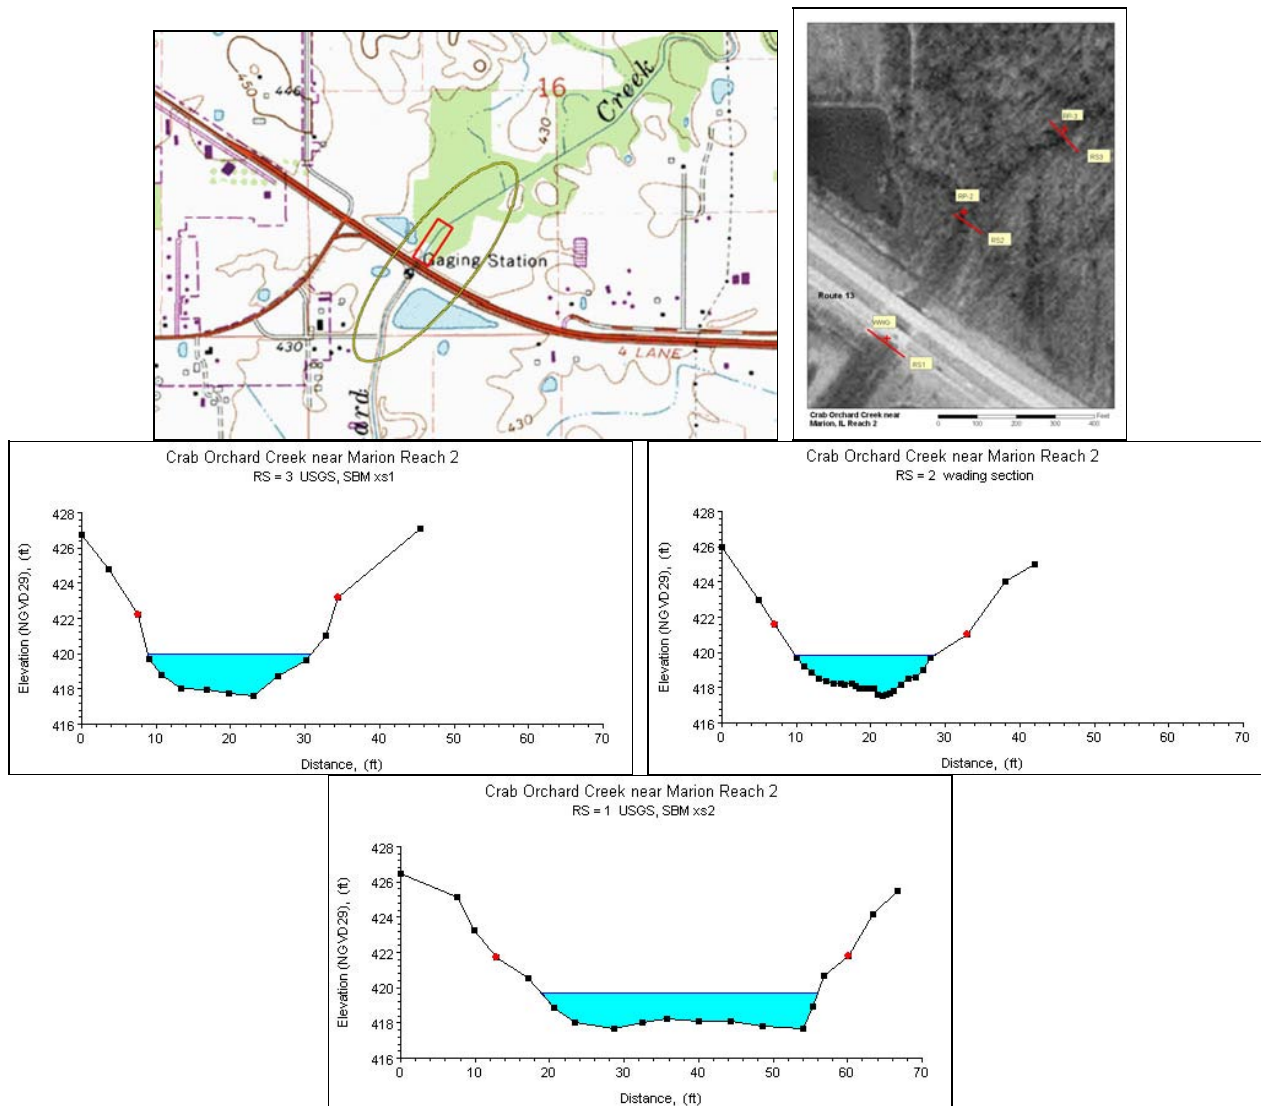 450
446
16
Creek
430
Gaging Station
430
4 LANE
ard
430
RP-3
RS3
RP-2
RS2
Route 13
RS1
Crab Orchard Creek near
Marion, IL Reach 2
Feet
0 100 200 300 400
Crab Orchard Creek near Marion Reach 2
RS = 3 USGS, SBM xs1
Elevation (NGVD29), (ft)
428
426
424
422
420
418
416
0 10 20 30 40 50 60 70
Distance, (ft)
Crab Orchard Creek near Marion Reach 2
RS = 2 wading section
Elevation (NGVD29), (ft)
428
426
424
422
420
418
416
0 10 20 30 40 50 60 70
Distance, (ft)
Crab Orchard Creek near Marion Reach 2
RS = 1 USGS, SBM xs2
Elevation (NGVD29), (ft)
428
426
424
422
420
418
416
0 10 20 30 40 50 60 70
Distance, (ft)